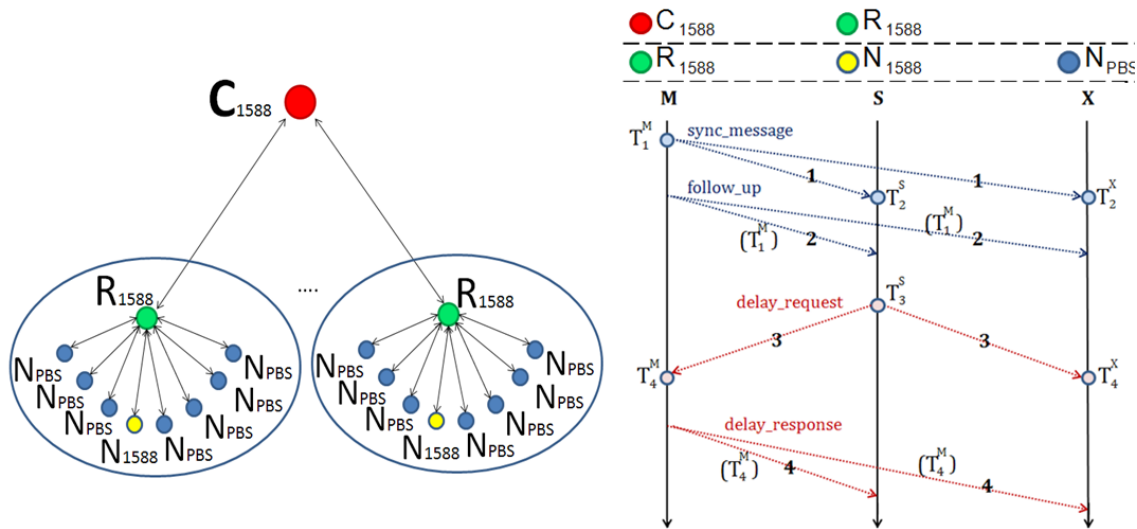 C1588
R1588
....
R1588
NPBS
NPBS
NPBS
NPBS
NPBS
NPBS
NPBS
NPBS
NPBS
NPBS
NPBS
NPBS
N1588
NPBS
N1588
NPBS
C1588 R1588
R1588 N1588 NPBS
M S X
T1M sync_message
1 1
follow_up T2S T2X
(T1M) 2 (T1M) 2
T3S
delay_request
3 3
T4M T4X
delay_response
(T4M) 4 (T4M) 4